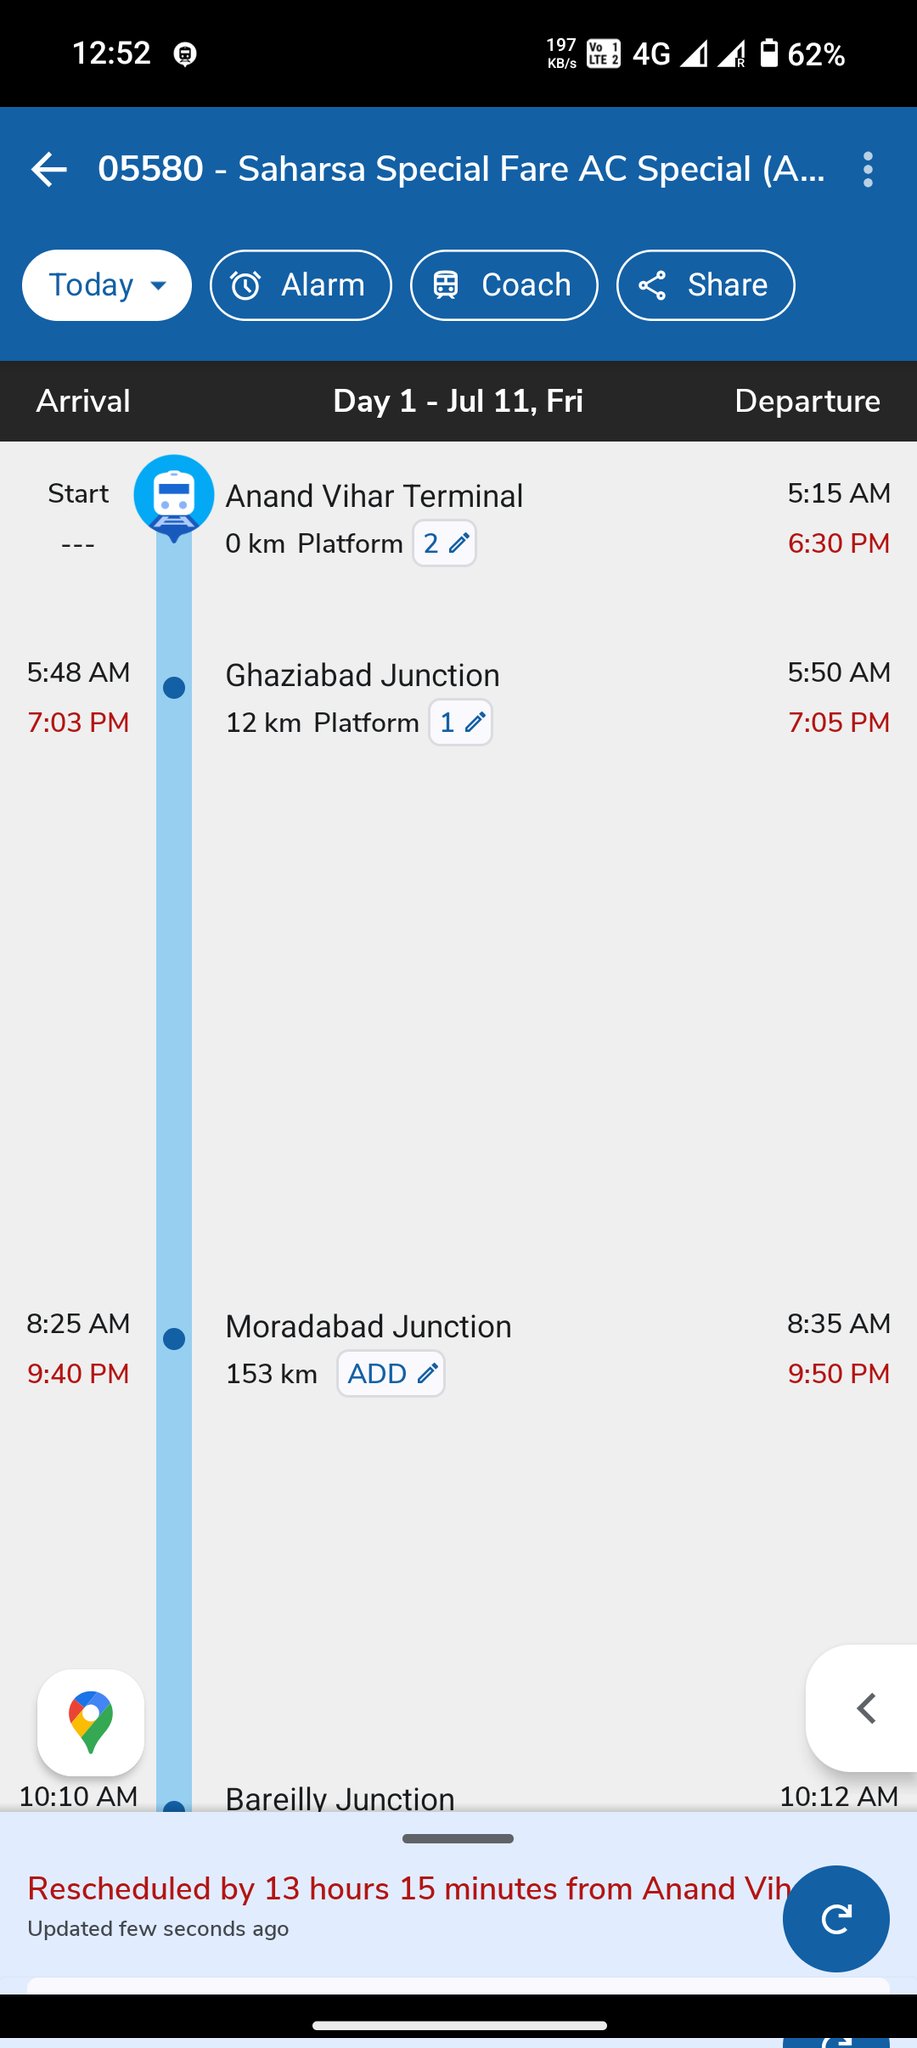 12:52
197 KB/s Vo 1 LTE 2 4G R 62%
05580 - Saharsa Special Fare AC Special (A...
Today Alarm Coach Share
Arrival Day 1 - Jul 11, Fri Departure
Start Anand Vihar Terminal 5:15 AM
--- 0 km Platform 2 6:30 PM
5:48 AM Ghaziabad Junction 5:50 AM
7:03 PM 12 km Platform 1 7:05 PM
8:25 AM Moradabad Junction 8:35 AM
9:40 PM 153 km ADD 9:50 PM
10:10 AM Bareilly Junction 10:12 AM
Rescheduled by 13 hours 15 minutes from Anand Vih
Updated few seconds ago